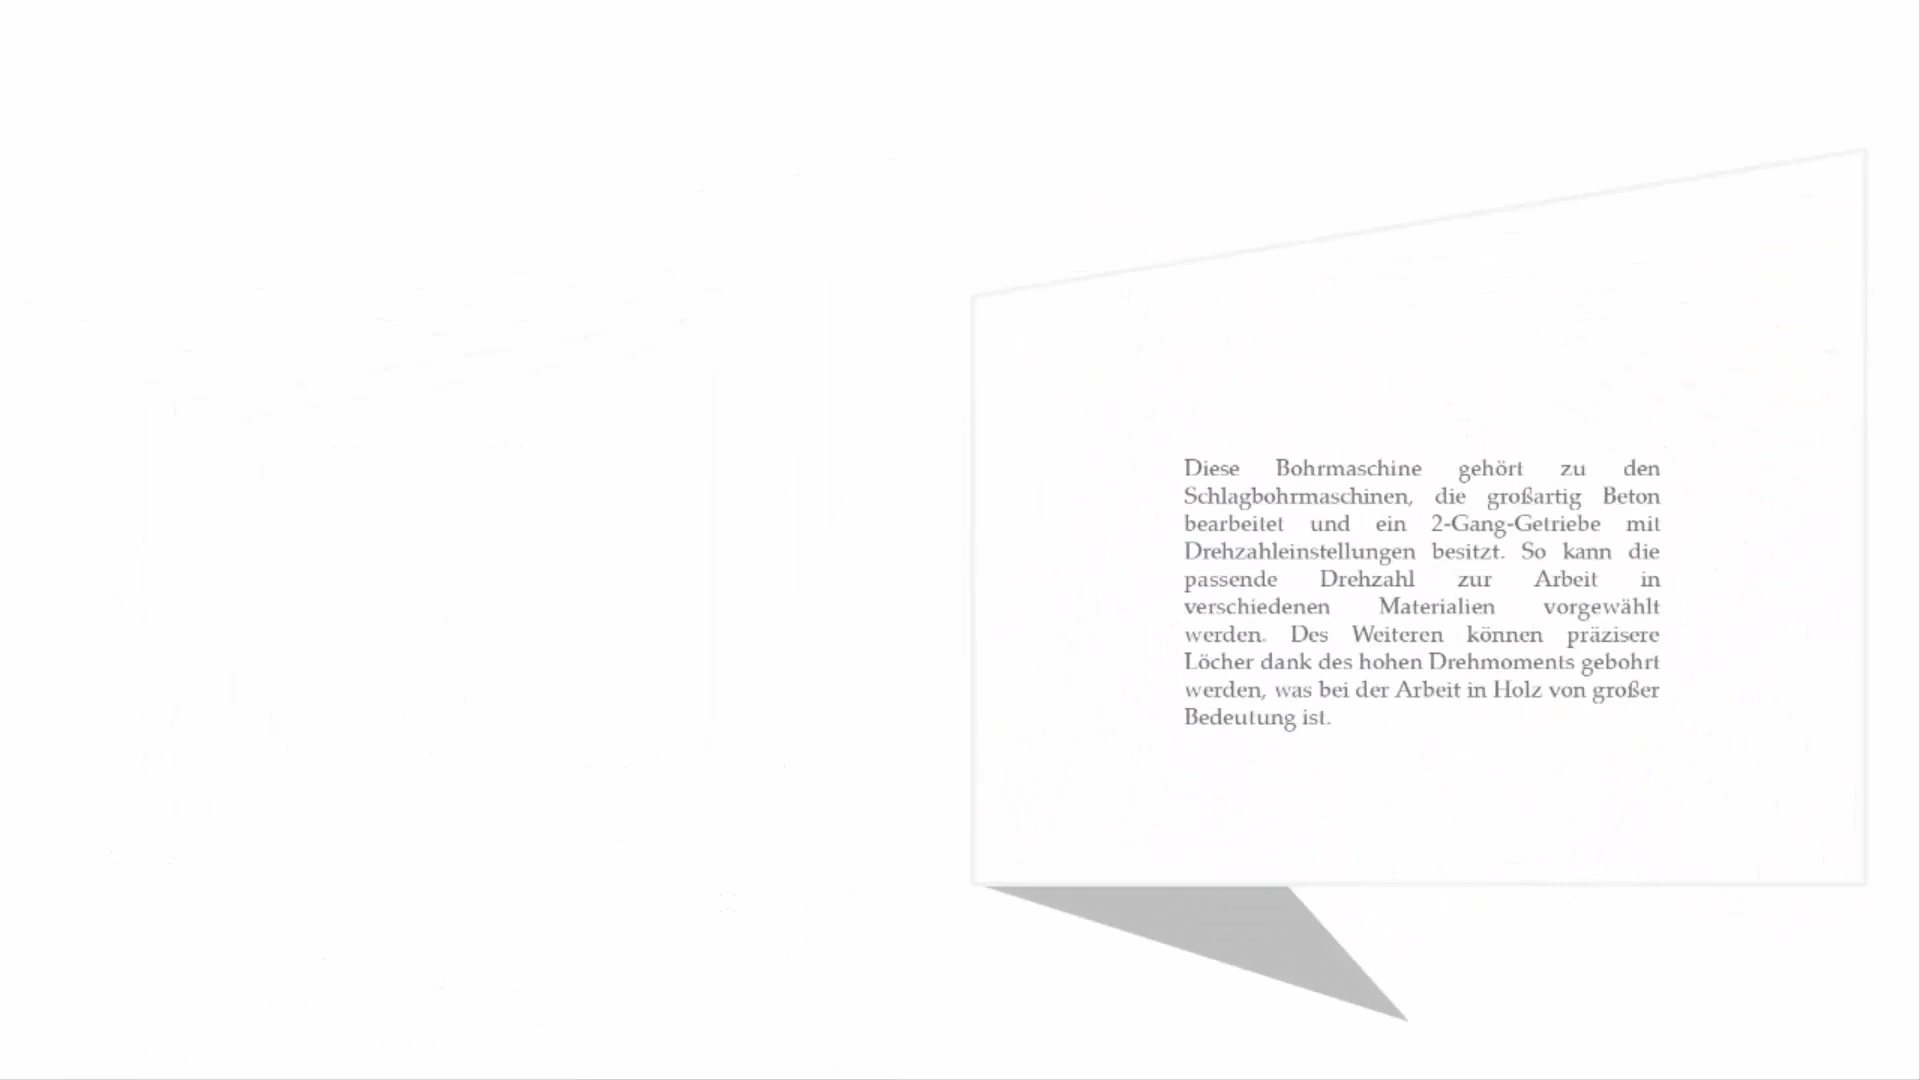 Diese Bohrmaschine gehört zu den
Schlagbohrmaschinen, die großartig Beton
bearbeitet und ein 2-Gang-Getriebe mit
Drehzahleinstellungen besitzt. So kann die
passende Drehzahl zur Arbeit in
verschiedenen Materialien vorgewählt
werden. Des Weiteren können präzisere
Löcher dank des hohen Drehmoments gebohrt
werden, was bei der Arbeit in Holz von großer
Bedeutung ist.